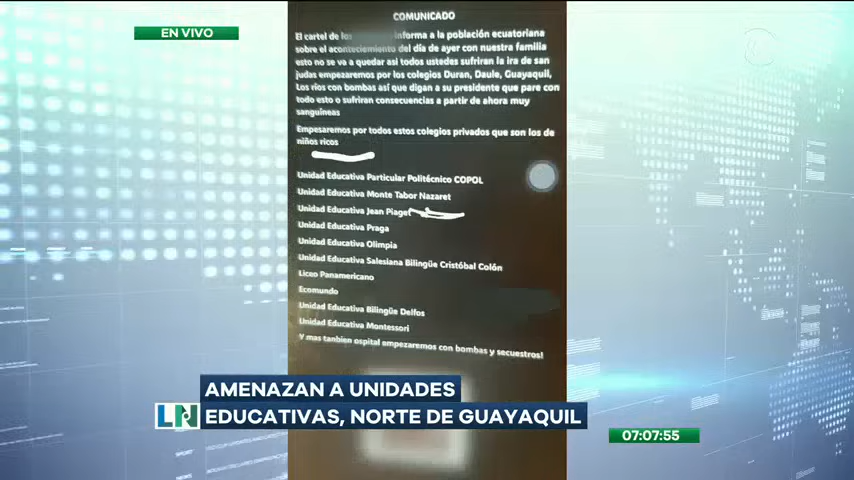 EN VIVO
COMUNICADO
El cartel de los informa a la población ecuatoriana
sobre el acontecimiento del día de ayer con nuestra familia
esto no se va a quedar asi todos ustedes sufriran la ira de san
judas empezaremos por los colegios Duran, Daule, Guayaquil,
Los ríos con bombas así que digan a su presidente que pare con
todo esto o sufriran consecuencias a partir de ahora muy
sanguíneas
Empesaremos por todos estos colegios privados que son los de
niños ricos
Unidad Educativa Particular Politécnico COPOL
Unidad Educativa Monte Tabor Nazaret
Unidad Educativa Jean Piaget
Unidad Educativa Praga
Unidad Educativa Olimpia
Unidad Educativa Salesiana Bilingüe Cristóbal Colón
Liceo Panamericano
Ecomundo
Unidad Educativa Bilingüe Delfos
Unidad Educativa Montessori
Y mas tanbien ospital empezaremos con bombas y secuestros!
AMENAZAN A UNIDADES
LN EDUCATIVAS, NORTE DE GUAYAQUIL
07:07:55